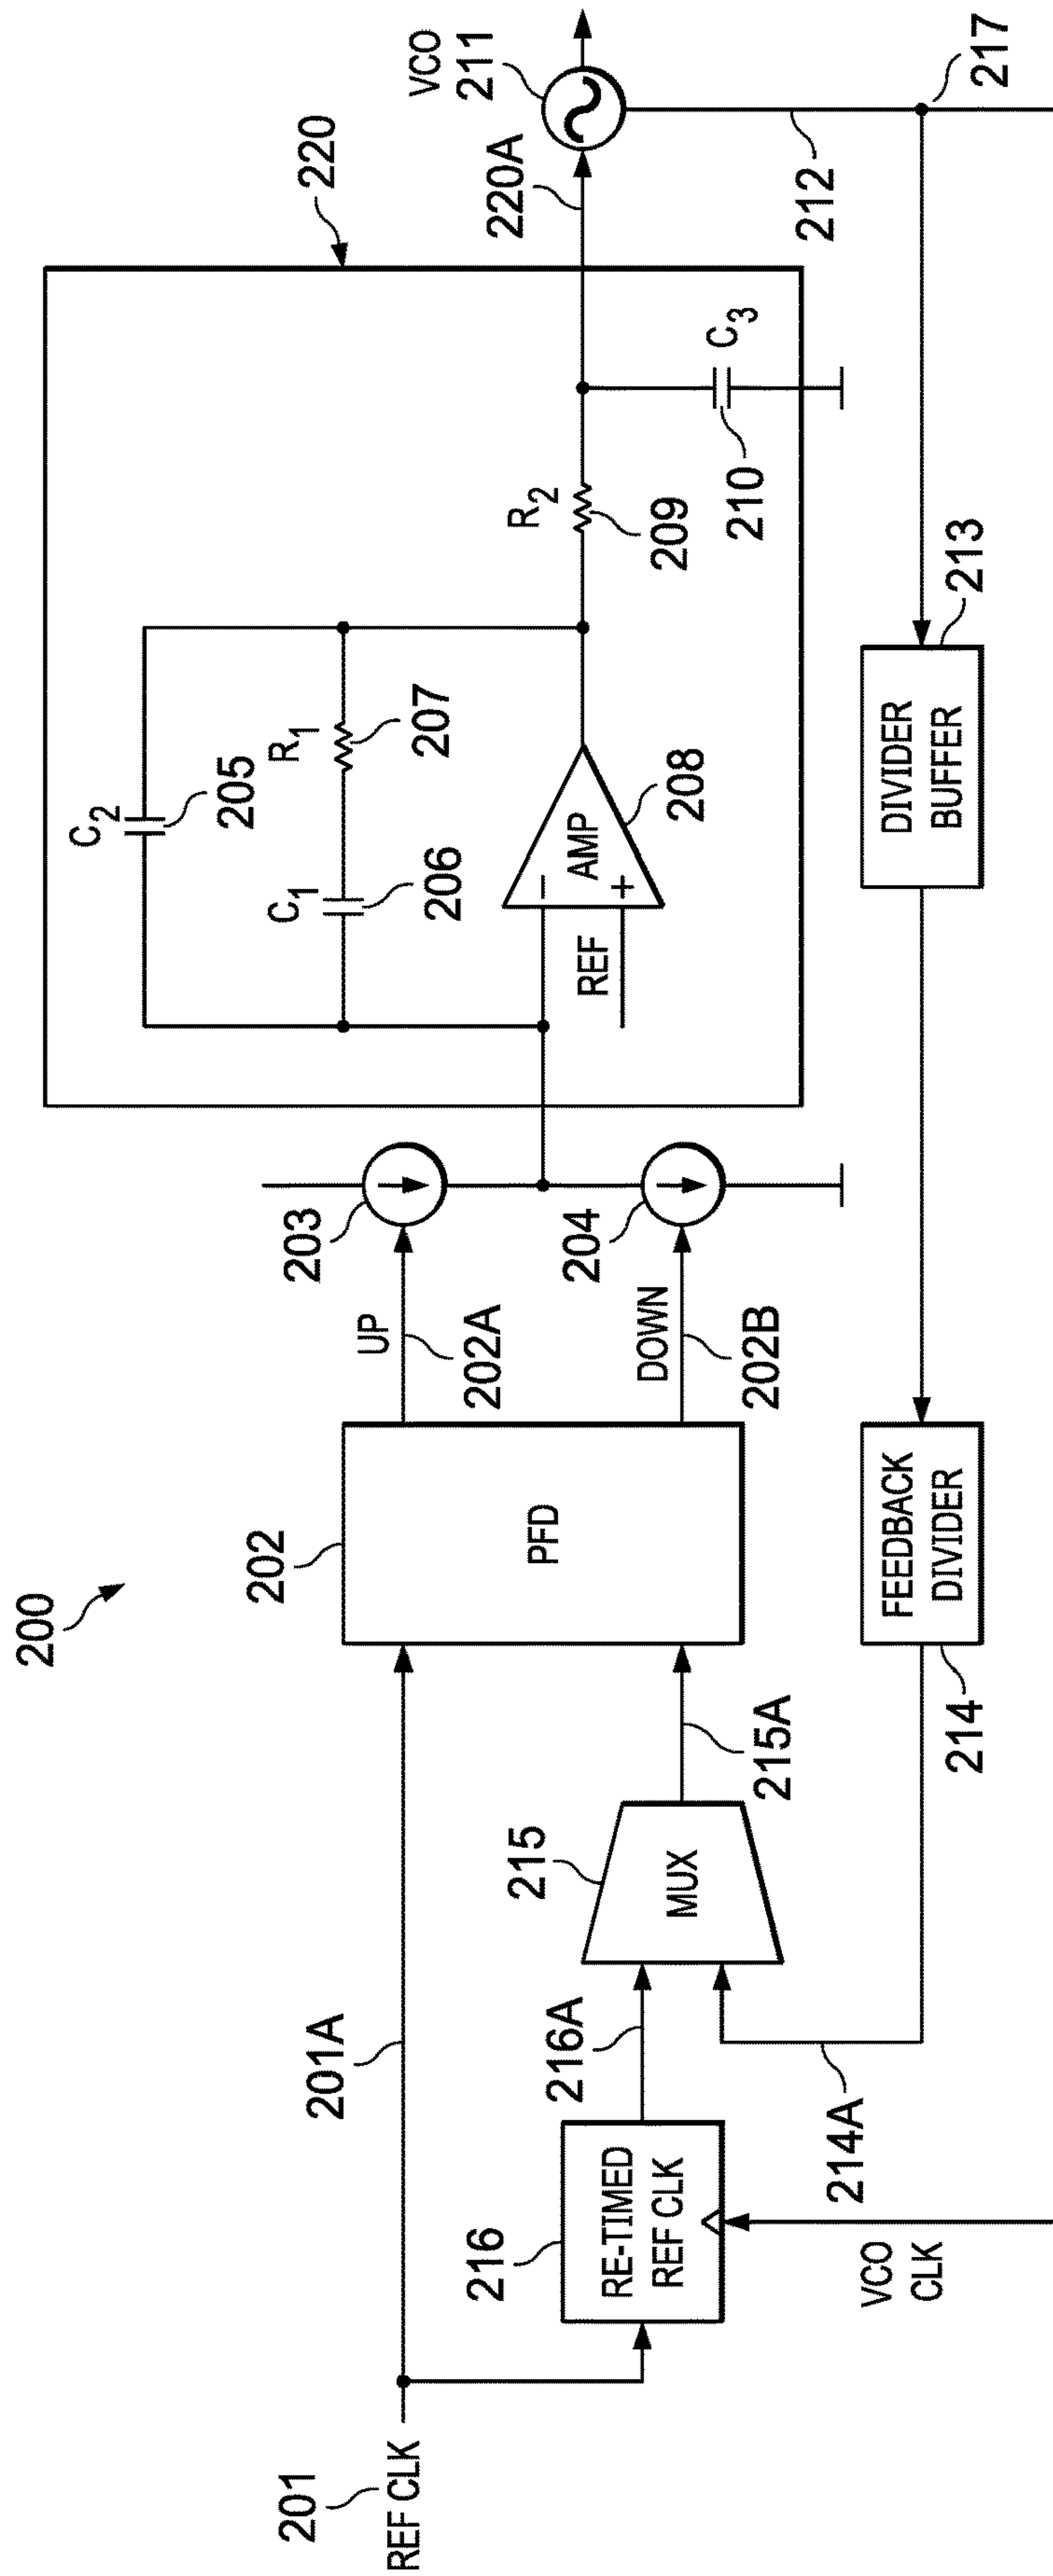 200
201
REF CLK
201A
216
RE-TIMED
REF CLK
216A
VCO
CLK
215
MUX
215A
214A
202
PFD
UP
202A
DOWN
202B
203
204
220
C2
205
C1
206
R1
207
AMP
-
+
REF
208
R2
209
C3
210
220A
VCO
211
212
217
DIVIDER
BUFFER
213
FEEDBACK
DIVIDER
214